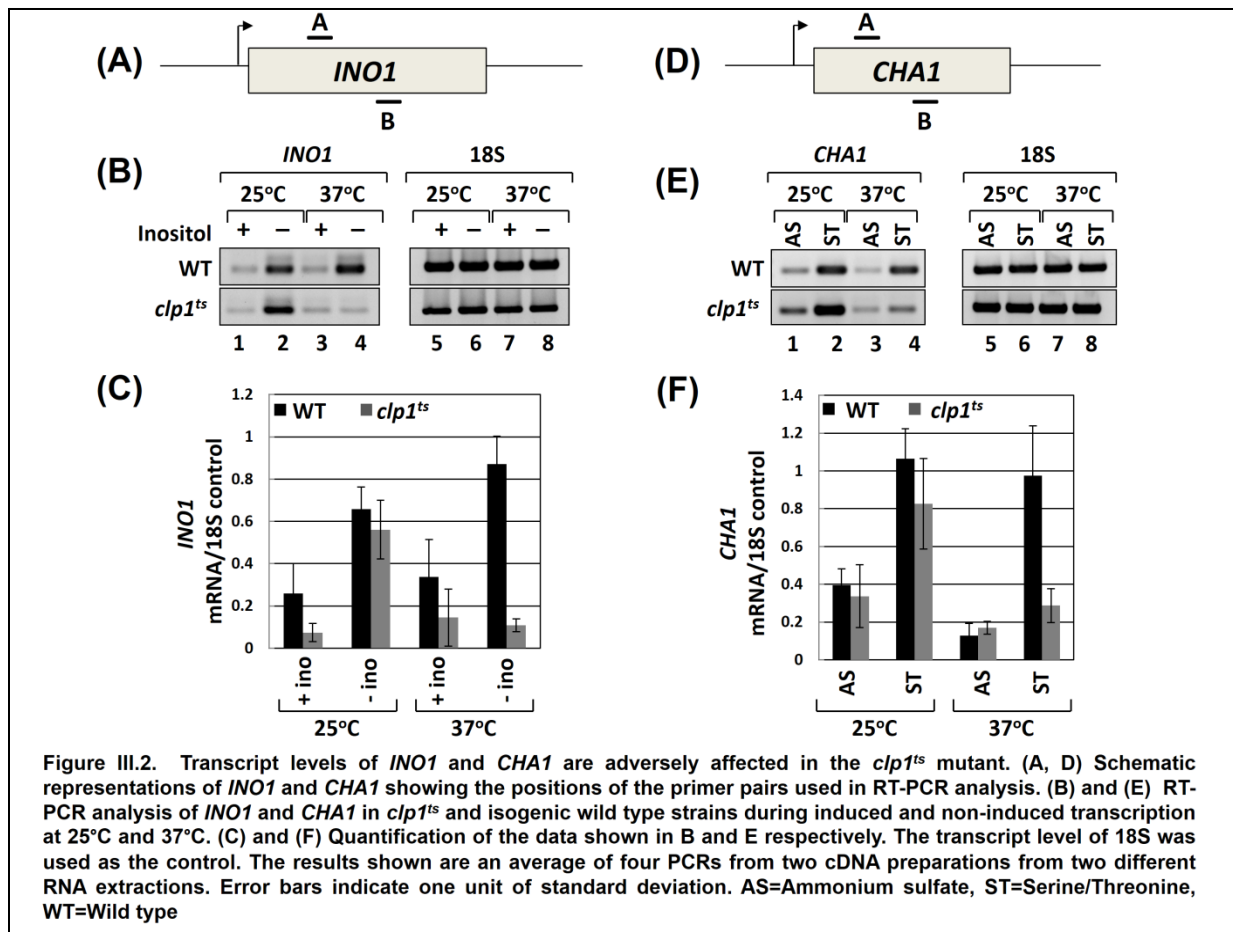 (A)
A
INO1
B
(D)
A
CHA1
B
(B)
INO1 18S
25°C 37°C 25°C 37°C
Inositol + – + – + – + –
WT
clp1ts
1 2 3 4 5 6 7 8
(E)
CHA1 18S
25°C 37°C 25°C 37°C
AS ST AS ST AS ST AS ST
WT
clp1ts
1 2 3 4 5 6 7 8
(C)
INO1
mRNA/18S control
1.2
1
0.8
0.6
0.4
0.2
0
WT clp1ts
+ ino - ino + ino - ino
25°C 37°C
(F)
CHA1
mRNA/18S control
1.4
1.2
1
0.8
0.6
0.4
0.2
0
WT clp1ts
AS ST AS ST
25°C 37°C
Figure III.2. Transcript levels of INO1 and CHA1 are adversely affected in the clp1ts mutant. (A, D) Schematic
representations of INO1 and CHA1 showing the positions of the primer pairs used in RT-PCR analysis. (B) and (E) RT-
PCR analysis of INO1 and CHA1 in clp1ts and isogenic wild type strains during induced and non-induced transcription
at 25°C and 37°C. (C) and (F) Quantification of the data shown in B and E respectively. The transcript level of 18S was
used as the control. The results shown are an average of four PCRs from two cDNA preparations from two different
RNA extractions. Error bars indicate one unit of standard deviation. AS=Ammonium sulfate, ST=Serine/Threonine,
WT=Wild type